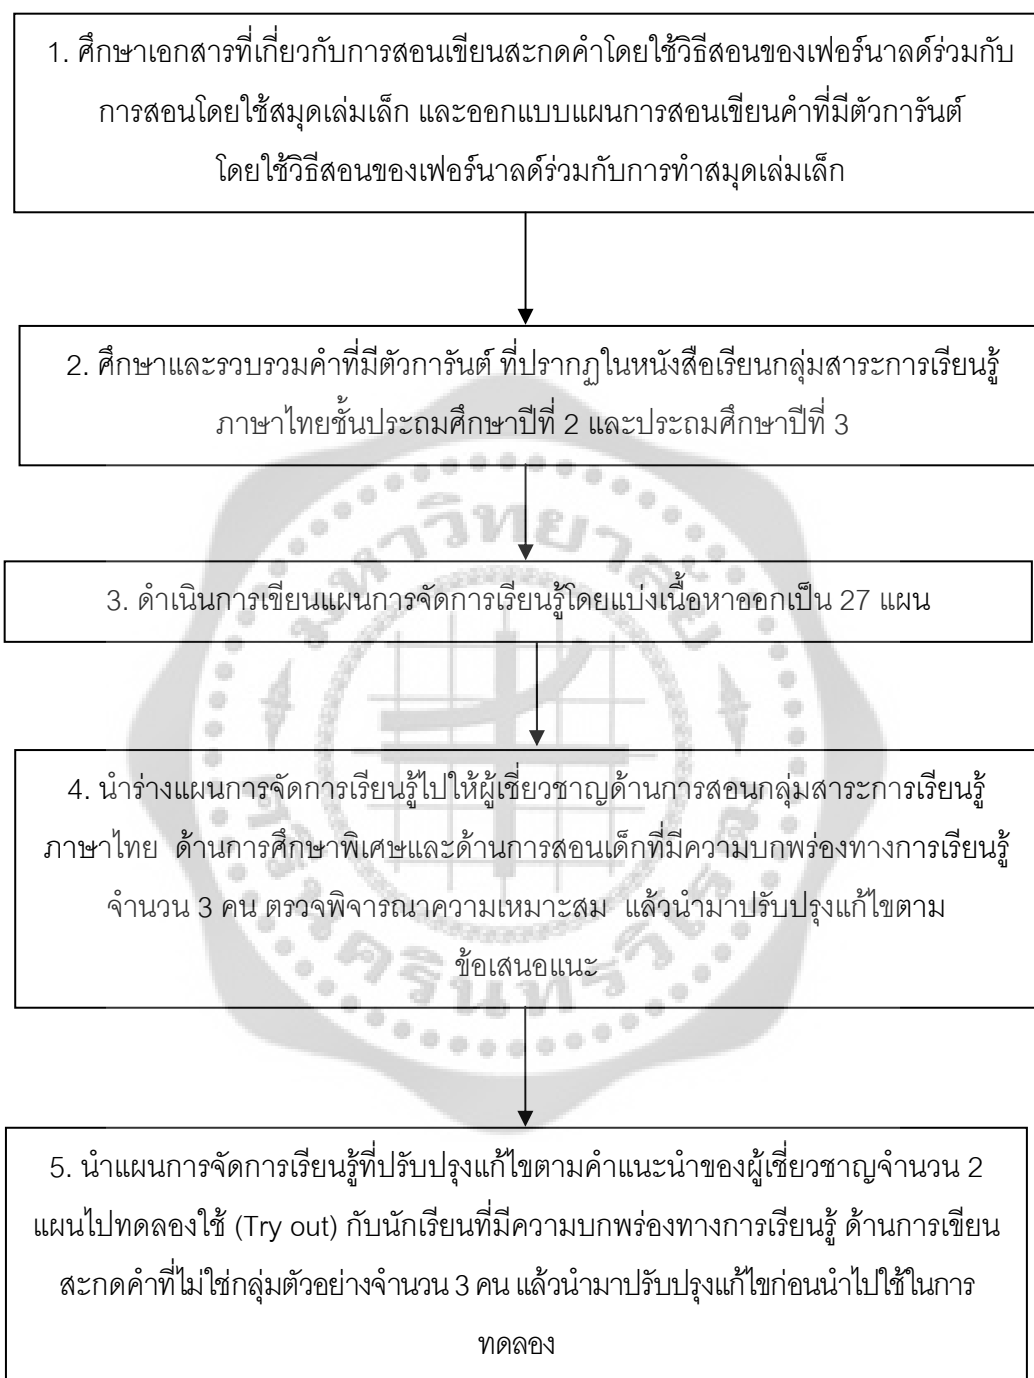 1. ศึกษาเอกสารที่เกี่ยวกับการสอนเขียนสะกดคำโดยใช้วิธีสอนของเฟอร์นาลด์ร่วมกับ
การสอนโดยใช้สมุดเล่มเล็ก และออกแบบแผนการสอนเขียนคำที่มีตัวการันต์
โดยใช้วิธีสอนของเฟอร์นาลด์ร่วมกับการทำสมุดเล่มเล็ก
2. ศึกษาและรวบรวมคำที่มีตัวการันต์ ที่ปรากฏในหนังสือเรียนกลุ่มสาระการเรียนรู้
ภาษาไทยชั้นประถมศึกษาปีที่ 2 และประถมศึกษาปีที่ 3
มหาวิทยาลัย
3. ดำเนินการเขียนแผนการจัดการเรียนรู้โดยแบ่งเนื้อหาออกเป็น 27 แผน
4. นำร่างแผนการจัดการเรียนรู้ไปให้ผู้เชี่ยวชาญด้านการสอนกลุ่มสาระการเรียนรู้
ภาษาไทย ด้านการศึกษาพิเศษและด้านการสอนเด็กที่มีความบกพร่องทางการเรียนรู้
จำนวน 3 คน ตรวจพิจารณาความเหมาะสม แล้วนำมาปรับปรุงแก้ไขตาม
ข้อเสนอแนะ
ศรีนครินทรวิโรฒ
5. นำแผนการจัดการเรียนรู้ที่ปรับปรุงแก้ไขตามคำแนะนำของผู้เชี่ยวชาญจำนวน 2
แผนไปทดลองใช้ (Try out) กับนักเรียนที่มีความบกพร่องทางการเรียนรู้ ด้านการเขียน
สะกดคำที่ไม่ใช่กลุ่มตัวอย่างจำนวน 3 คน แล้วนำมาปรับปรุงแก้ไขก่อนนำไปใช้ในการ
ทดลอง